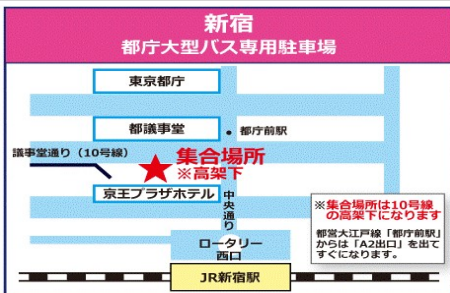 新宿
都庁大型バス専用駐車場
東京都庁
都議事堂
・都庁前駅
議事堂通り（10号線）
集合場所
※高架下
京王プラザホテル
中央通り
※集合場所は10号線
の高架下になります
都営大江戸線「都庁前駅」
からは「A2出口」を出て
すぐになります。
ロータリー
西口
JR新宿駅